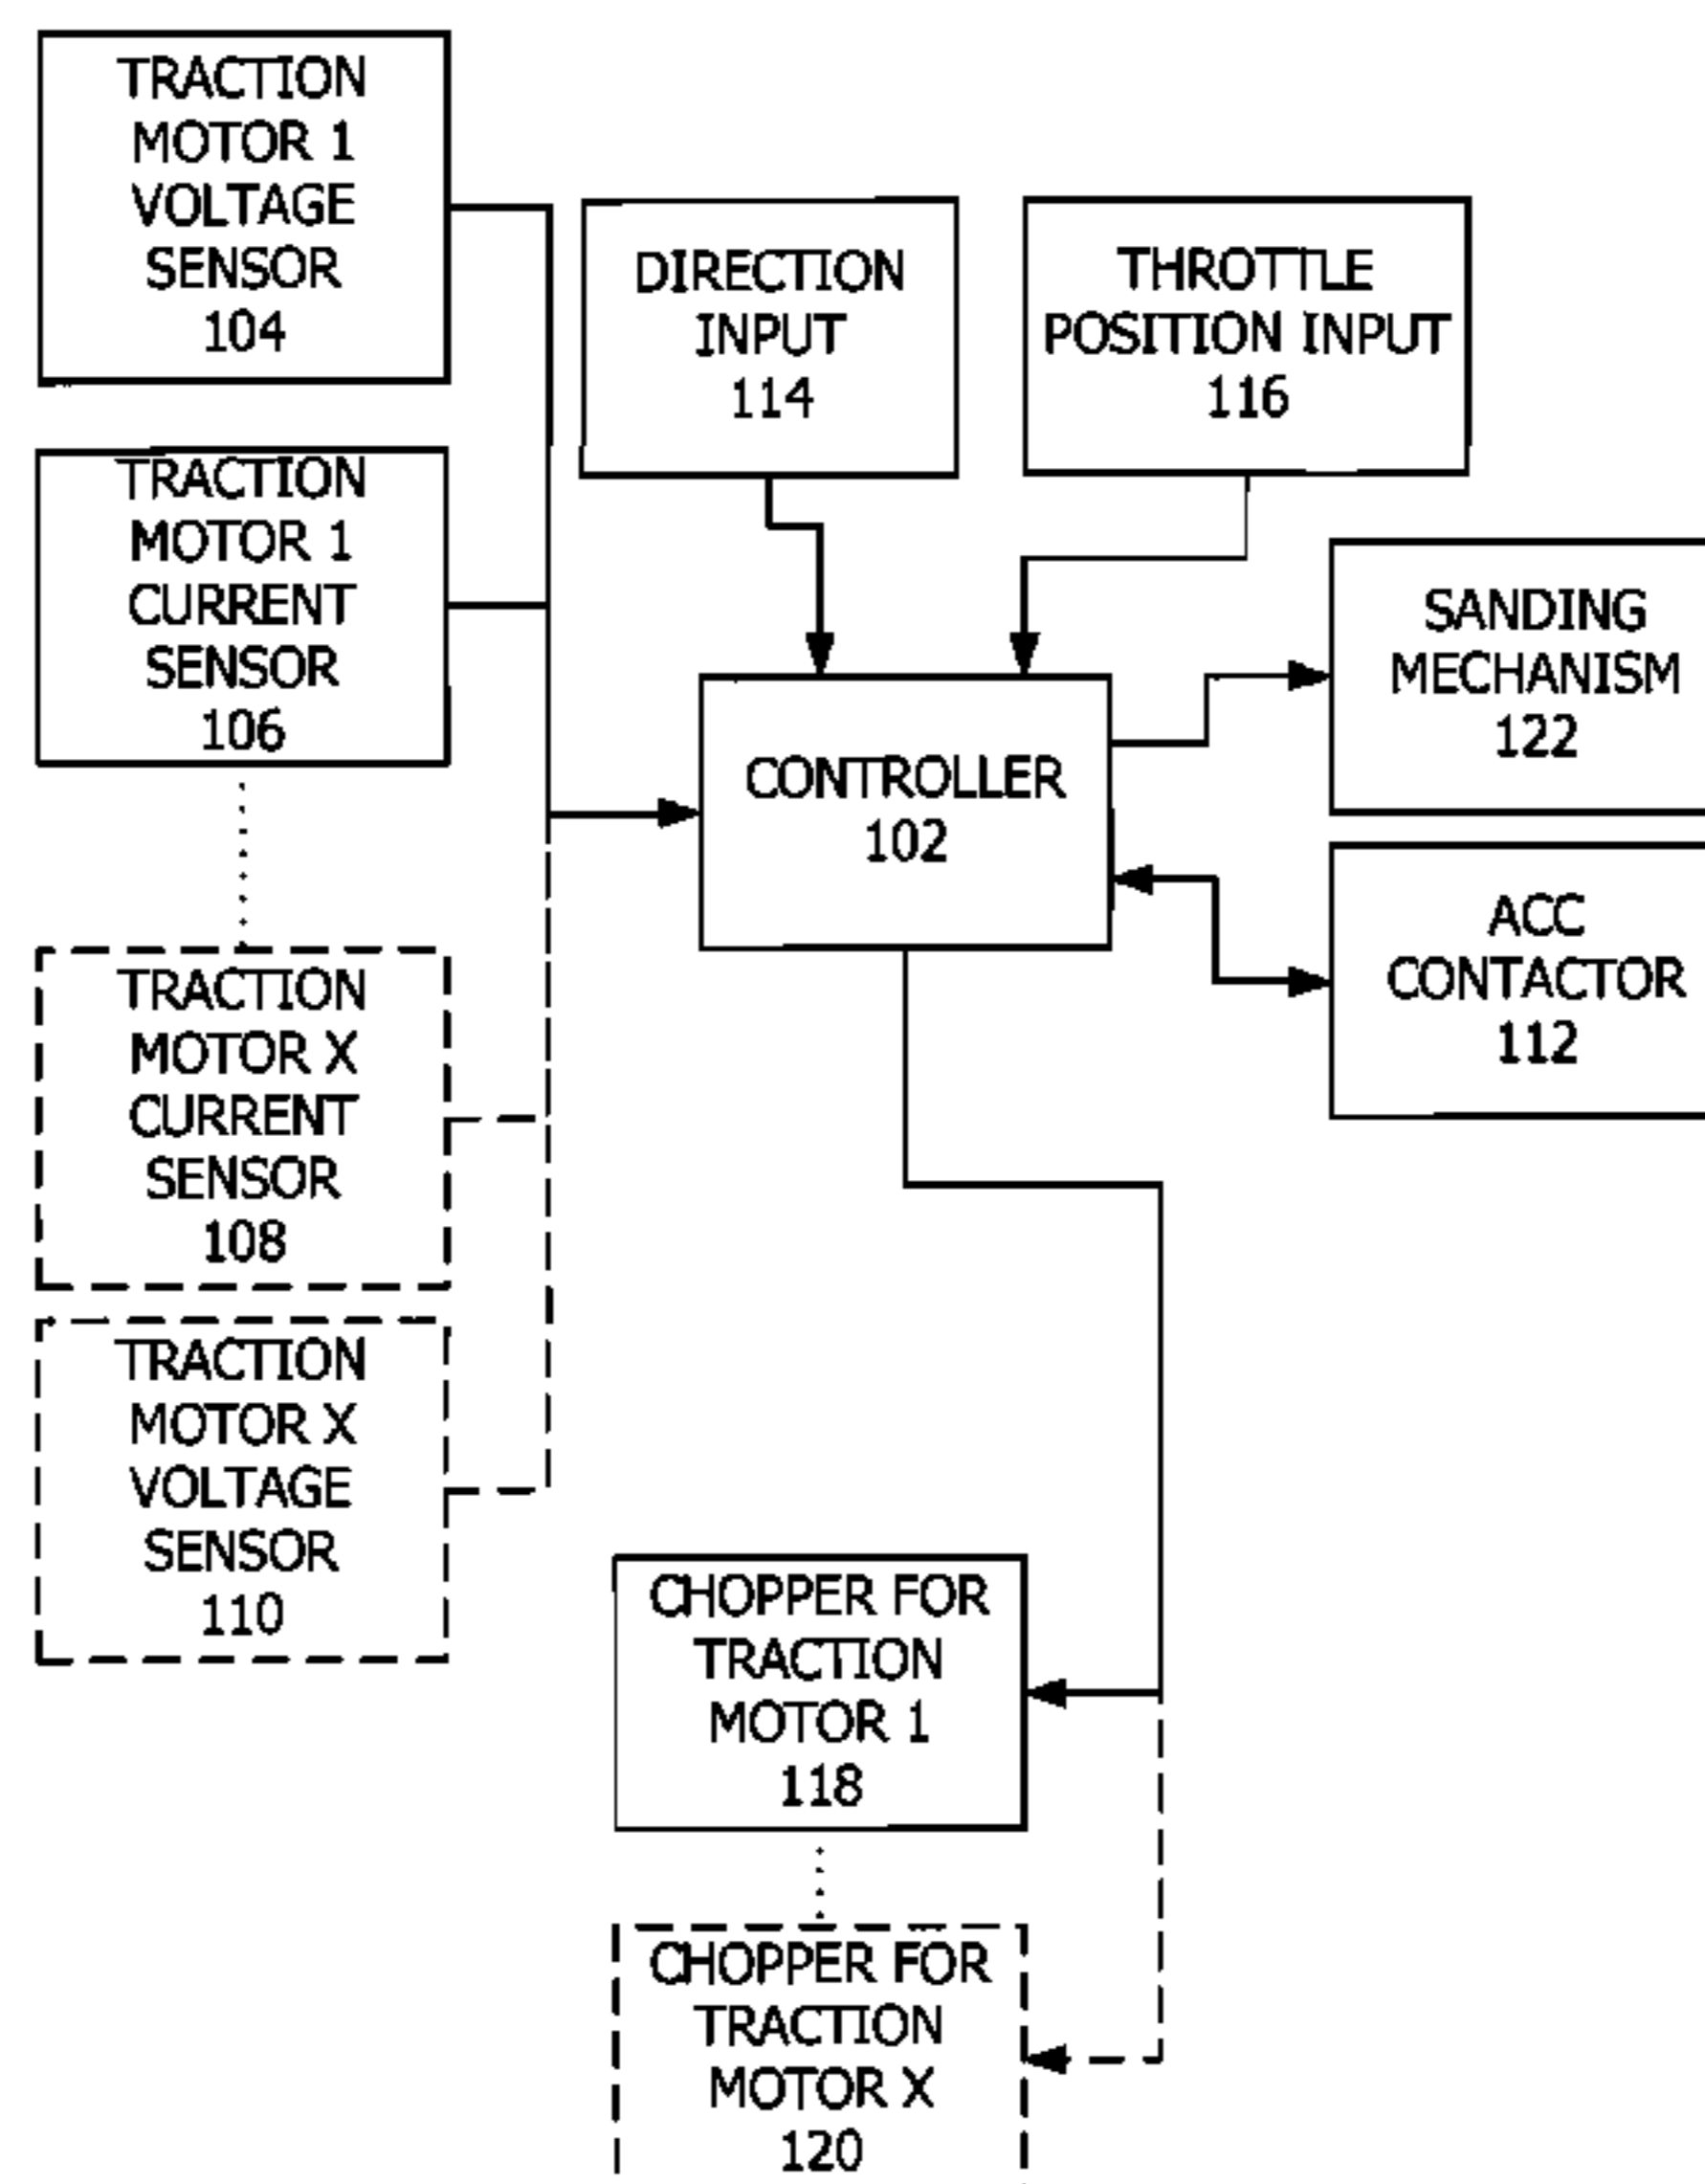 TRACTION
MOTOR 1
VOLTAGE
SENSOR
104
DIRECTION
INPUT
114
THROTTLE
POSITION INPUT
116
TRACTION
MOTOR 1
CURRENT
SENSOR
106
SANDING
MECHANISM
122
CONTROLLER
102
ACC
CONTACTOR
112
TRACTION
MOTOR X
CURRENT
SENSOR
108
TRACTION
MOTOR X
VOLTAGE
SENSOR
110
CHOPPER FOR
TRACTION
MOTOR 1
118
CHOPPER FOR
TRACTION
MOTOR X
120